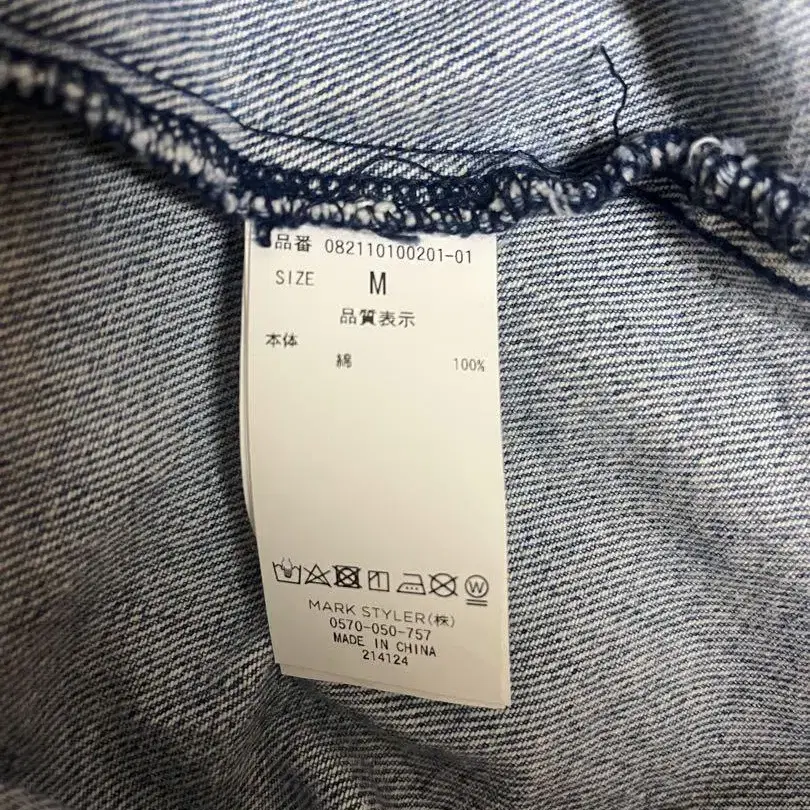 品番 082110100201-01
SIZE M
品質表示
本体
綿 100%
W
MARK STYLER(株)
0570-050-757
MADE IN CHINA
214124